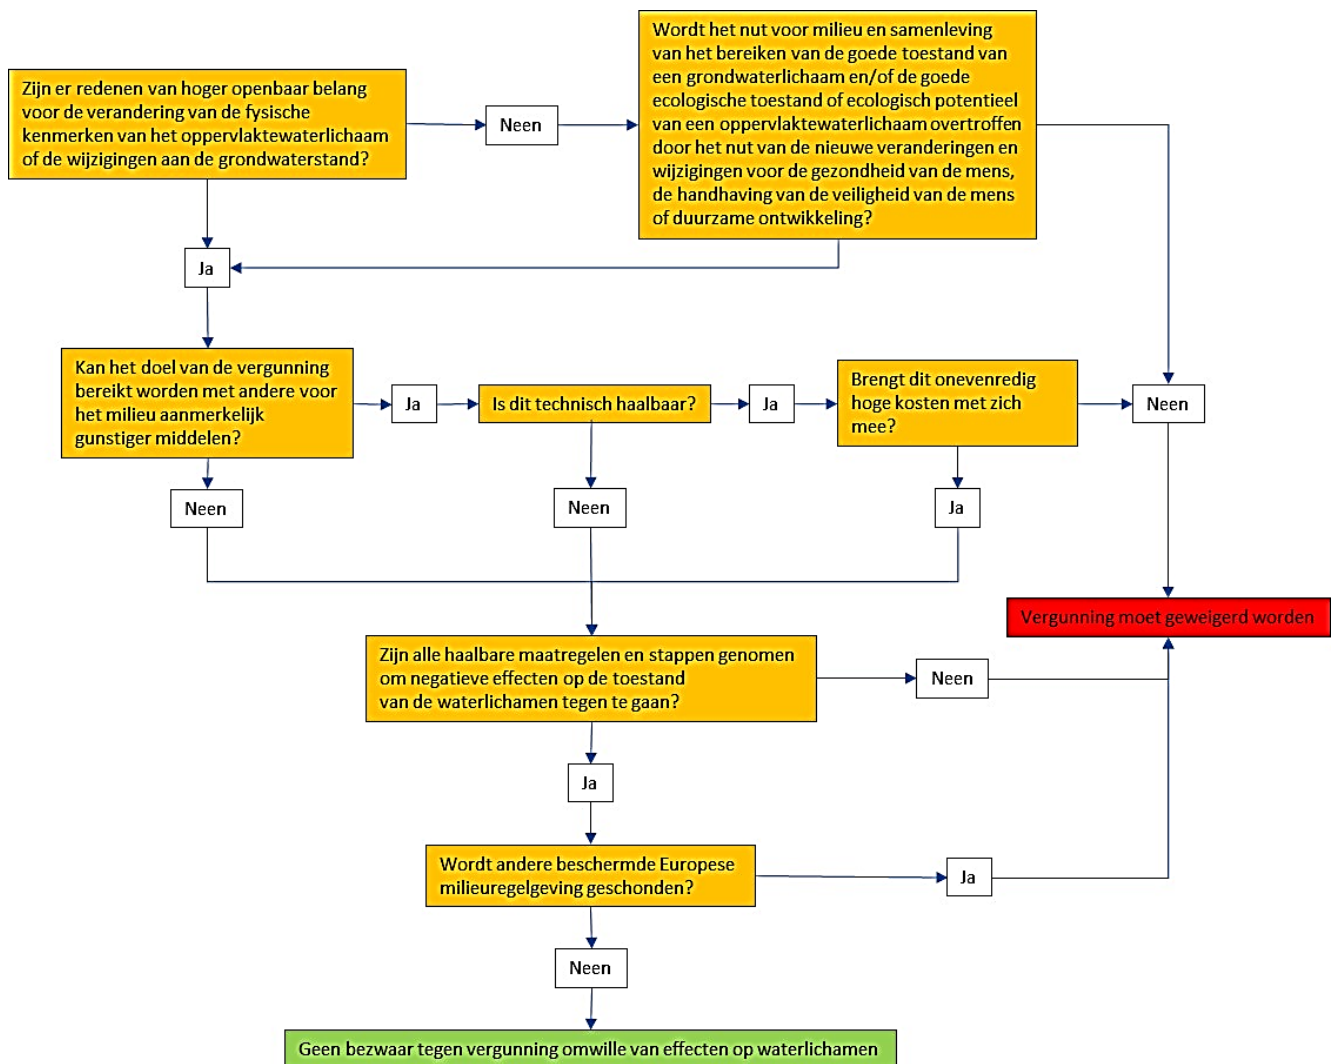 Zijn er redenen van hoger openbaar belang
voor de verandering van de fysische
kenmerken van het oppervlaktewaterlichaam
of de wijzigingen aan de grondwaterstand?
Neen
Wordt het nut voor milieu en samenleving
van het bereiken van de goede toestand van
een grondwaterlichaam en/of de goede
ecologische toestand of ecologisch potentieel
van een oppervlaktewaterlichaam overtroffen
door het nut van de nieuwe veranderingen en
wijzigingen voor de gezondheid van de mens,
de handhaving van de veiligheid van de mens
of duurzame ontwikkeling?
Ja
Kan het doel van de vergunning
bereikt worden met andere voor
het milieu aanmerkelijk
gunstiger middelen?
Ja
Is dit technisch haalbaar?
Ja
Brengt dit onevenredig
hoge kosten met zich
mee?
Neen
Neen
Neen
Ja
Vergunning moet geweigerd worden
Zijn alle haalbare maatregelen en stappen genomen
om negatieve effecten op de toestand
van de waterlichamen tegen te gaan?
Neen
Ja
Wordt andere beschermde Europese
milieuregelgeving geschonden?
Ja
Neen
Geen bezwaar tegen vergunning omwille van effecten op waterlichamen